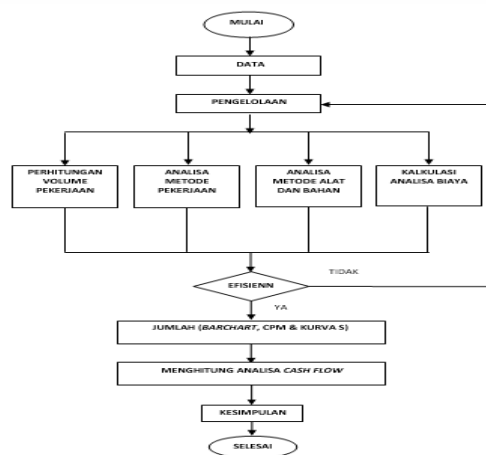 MULAI
DATA
PENGELOLAAN
PERHITUNGAN
VOLUME
PEKERJAAN
ANALISA
METODE
PEKERJAAN
ANALISA
METODE ALAT
DAN BAHAN
KALKULASI
ANALISA BIAYA
TIDAK
EFISIENN
YA
JUMLAH (BARCHART, CPM & KURVA S)
MENGHITUNG ANALISA CASH FLOW
KESIMPULAN
SELESAI